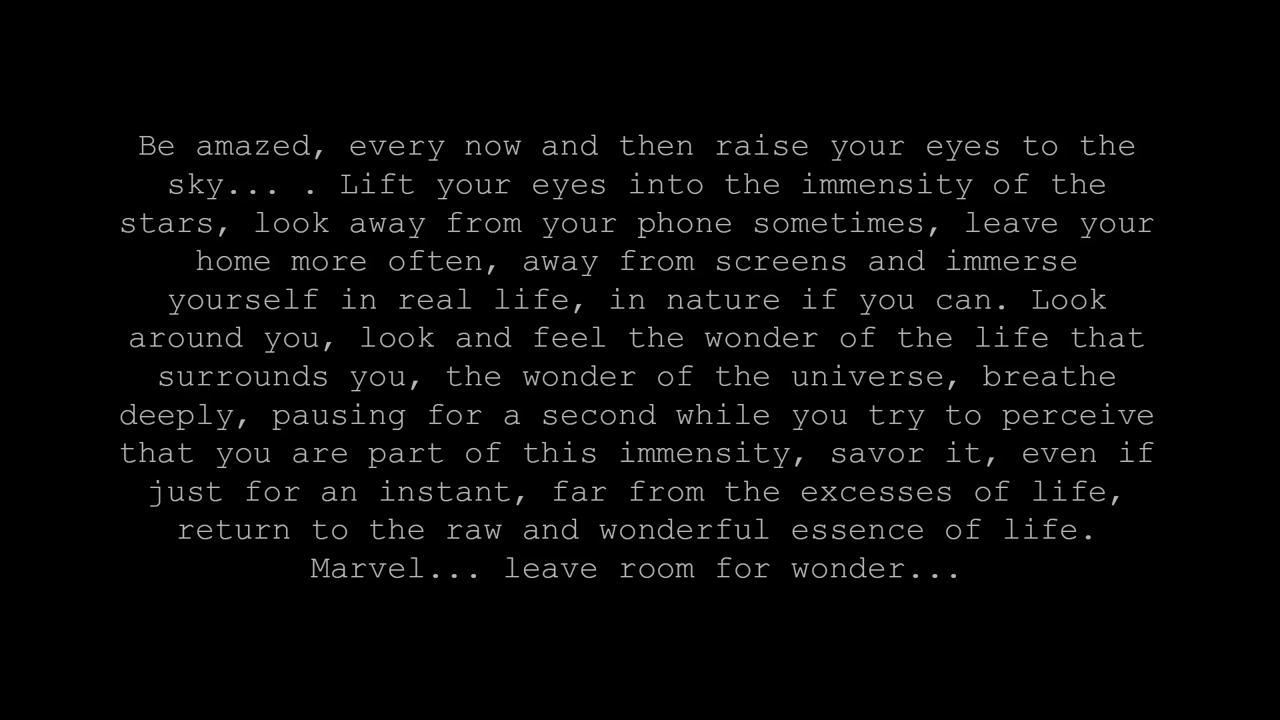 Be amazed, every now and then raise your eyes to the
sky... . Lift your eyes into the immensity of the
stars, look away from your phone sometimes, leave your
home more often, away from screens and immerse
yourself in real life, in nature if you can. Look
around you, look and feel the wonder of the life that
surrounds you, the wonder of the universe, breathe
deeply, pausing for a second while you try to perceive
that you are part of this immensity, savor it, even if
just for an instant, far from the excesses of life,
return to the raw and wonderful essence of life.
Marvel... leave room for wonder...